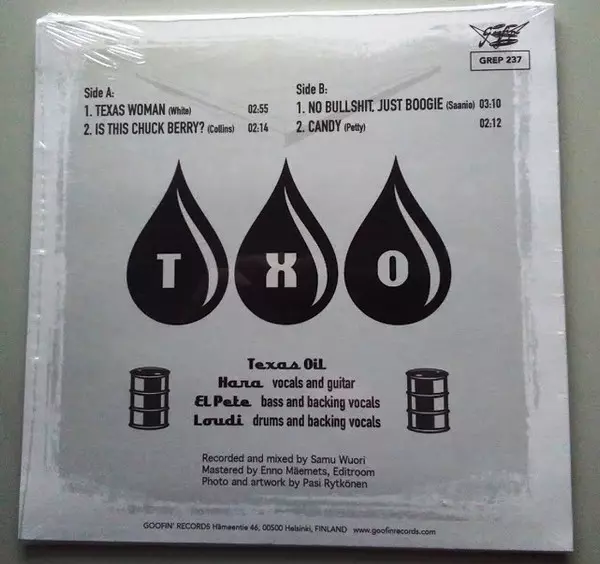 Goofin'
GREP 237
Side A:
1. TEXAS WOMAN (White) 02:55
2. IS THIS CHUCK BERRY? (Collins) 02:14
Side B:
1. NO BULLSHIT, JUST BOOGIE (Saanio) 03:10
2. CANDY (Petty) 02:12
T X O
Texas Oil
Hara vocals and guitar
El Pete bass and backing vocals
Loudi drums and backing vocals
Recorded and mixed by Samu Wuori
Mastered by Enno Mäemets, Editroom
Photo and artwork by Pasi Rytkönen
GOOFIN' RECORDS Hämeentie 46, 00500 Helsinki, FINLAND www.goofinrecords.com